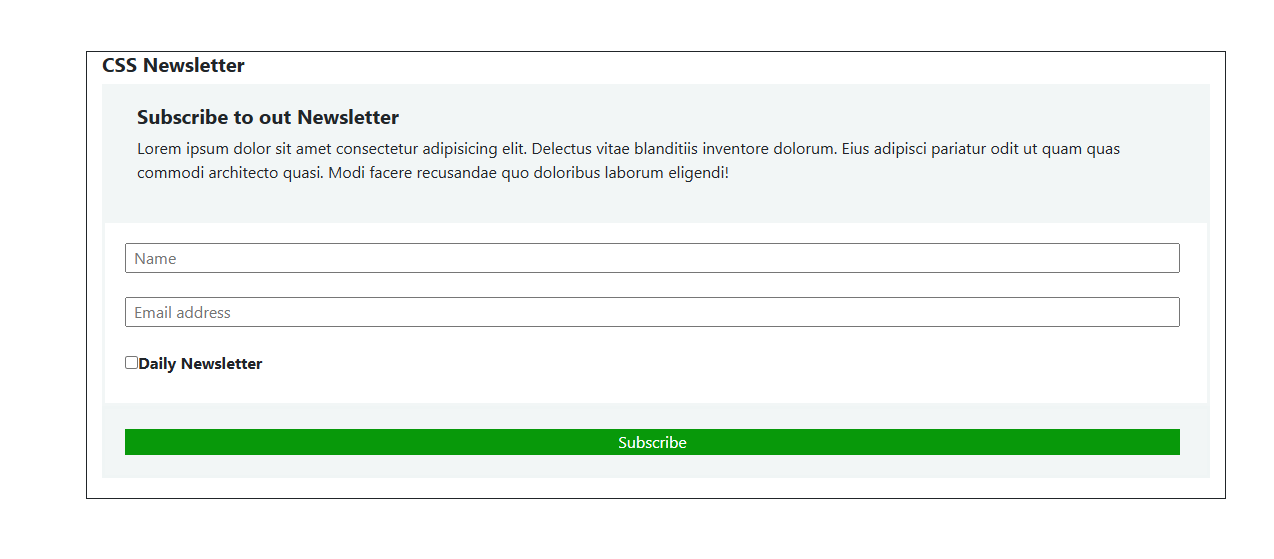 CSS Newsletter
Subscribe to out Newsletter
Lorem ipsum dolor sit amet consectetur adipisicing elit. Delectus vitae blanditiis inventore dolorum. Eius adipisci pariatur odit ut quam quas
commodi architecto quasi. Modi facere recusandae quo doloribus laborum eligendi!
Name
Email address
Daily Newsletter
Subscribe